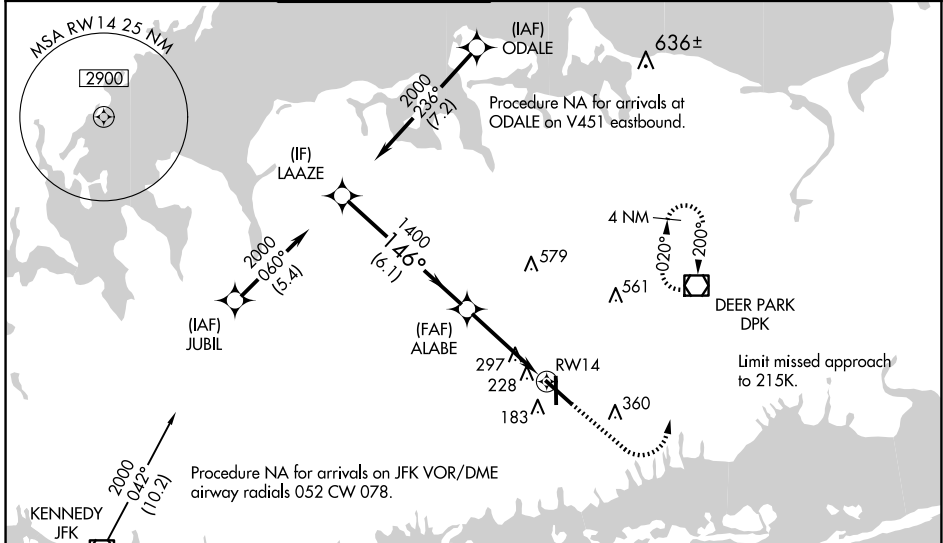 MSA RW14 25 NM
2900
(IAF)
ODALE
636±
2000
236°
(7.2)
Procedure NA for arrivals at
ODALE on V451 eastbound.
(IF)
LAAZE
1400
146°
(6.1)
4 NM
020°
200°
579
561
2000
060°
(5.4)
(IAF)
JUBIL
DEER PARK
DPK
(FAF)
ALABE
297
228
183
RW14
360
Limit missed approach
to 215K.
2000
042°
(10.2)
Procedure NA for arrivals on JFK VOR/DME
airway radials 052 CW 078.
KENNEDY
JFK